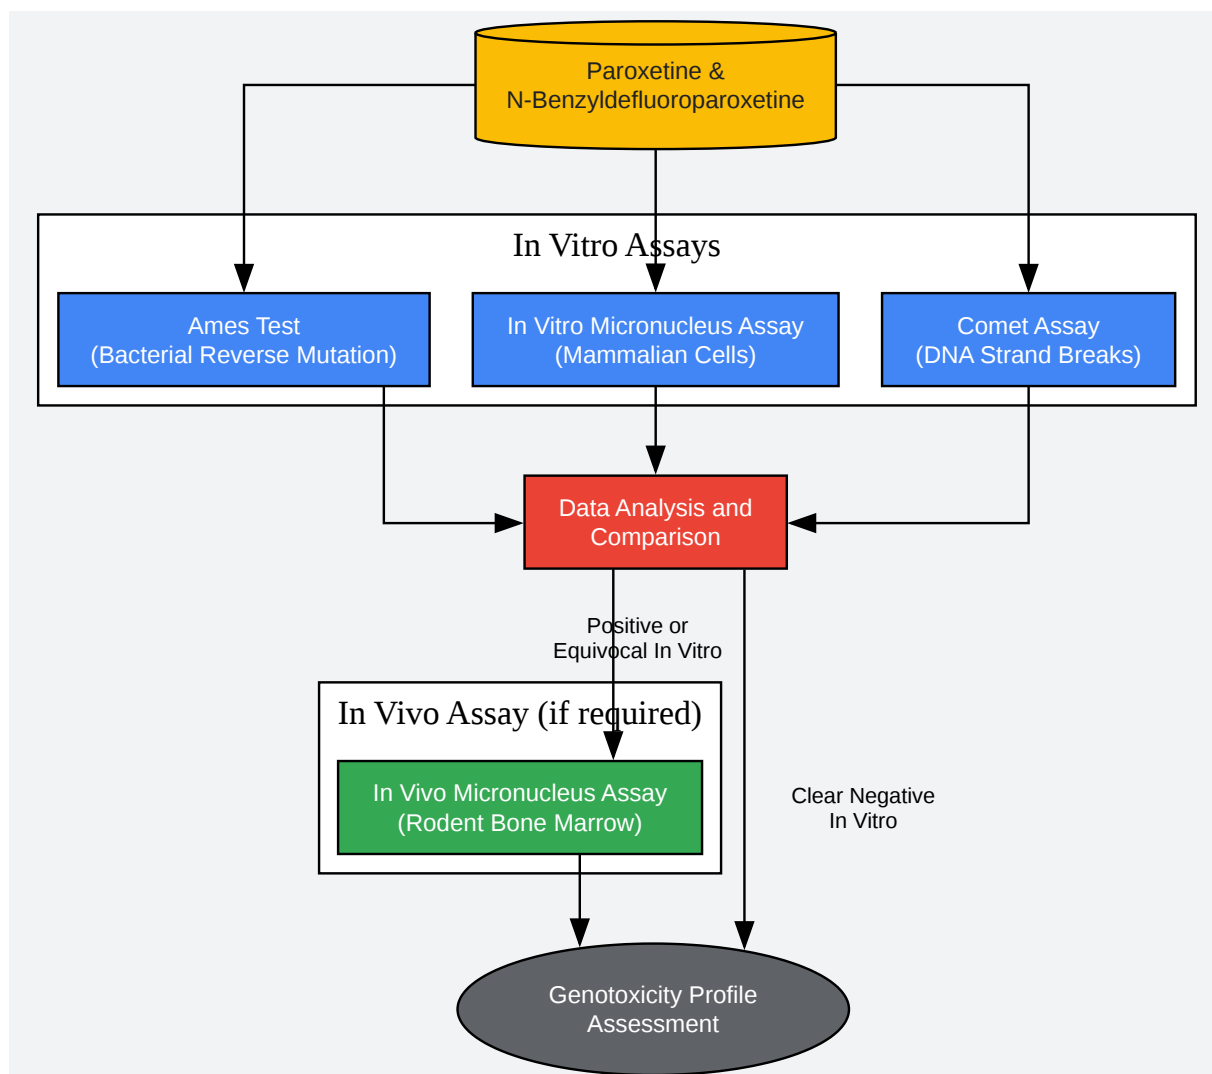 Paroxetine &
N-Benzyldefluoroparoxetine
In Vitro Assays
Ames Test
(Bacterial Reverse Mutation)
In Vitro Micronucleus Assay
(Mammalian Cells)
Comet Assay
(DNA Strand Breaks)
Data Analysis and
Comparison
Positive or
Equivocal In Vitro
In Vivo Assay (if required)
In Vivo Micronucleus Assay
(Rodent Bone Marrow)
Clear Negative
In Vitro
Genotoxicity Profile
Assessment